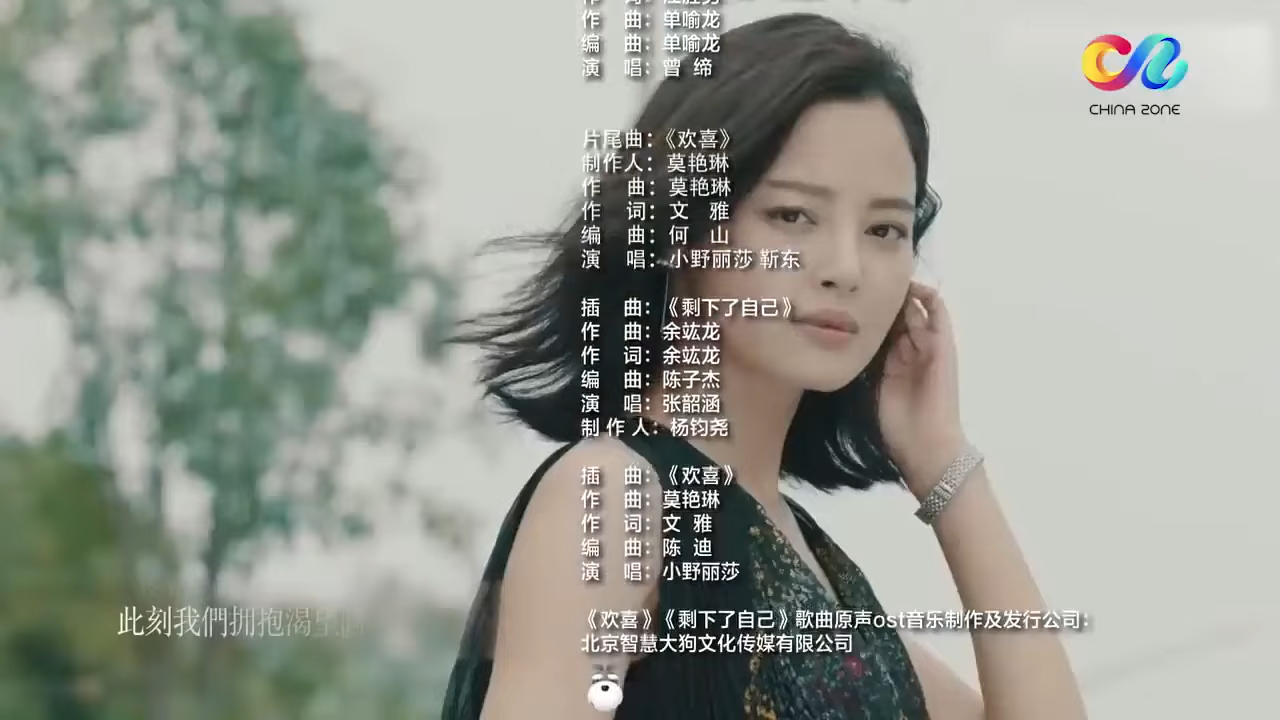 作 曲：单喻龙
编 曲：单喻龙
演 唱：曾 缔
CHINA ZONE
片尾曲：《欢喜》
制作人：莫艳琳
作 曲：莫艳琳
作 词：文 雅
编 曲：何 山
演 唱：小野丽莎 靳东
插 曲：《剩下了自己》
作 曲：余竑龙
作 词：余竑龙
编 曲：陈子杰
演 唱：张韶涵
制 作 人：杨钧尧
插 曲：《欢喜》
作 曲：莫艳琳
作 词：文 雅
编 曲：陈 迪
演 唱：小野丽莎
此刻我們拥抱渴望
《欢喜》《剩下了自己》歌曲原声ost音乐制作及发行公司：
北京智慧大狗文化传媒有限公司